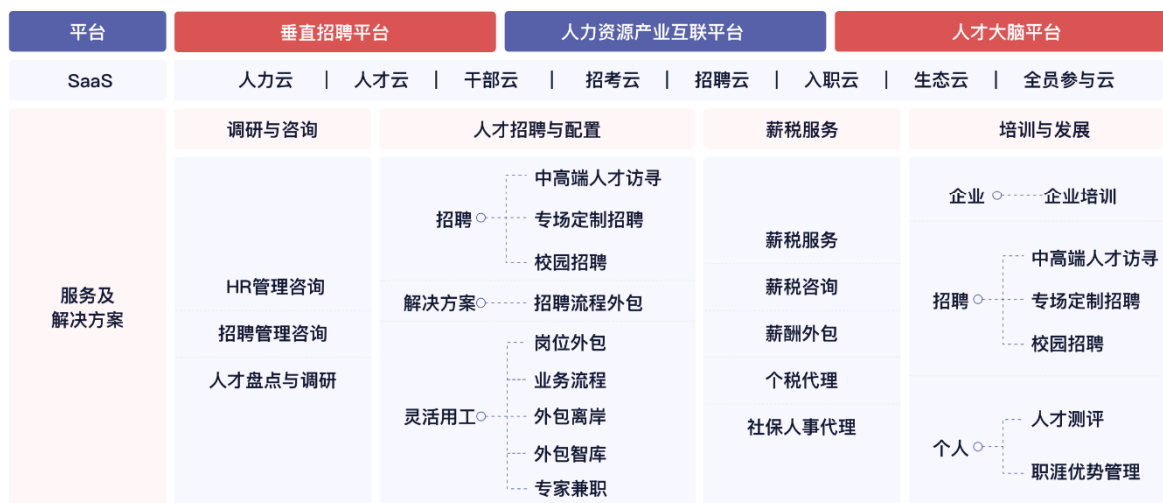 平台
垂直招聘平台
人力资源产业互联平台
人才大脑平台
SaaS
人力云 | 人才云 | 干部云 | 招考云 | 招聘云 | 入职云 | 生态云 | 全员参与云
服务及
解决方案
调研与咨询
HR管理咨询
招聘管理咨询
人才盘点与调研
人才招聘与配置
招聘
中高端人才访寻
专场定制招聘
校园招聘
解决方案
招聘流程外包
灵活用工
岗位外包
业务流程
外包离岸
外包智库
专家兼职
薪税服务
薪税服务
薪税咨询
薪酬外包
个税代理
社保人事代理
培训与发展
企业
企业培训
招聘
中高端人才访寻
专场定制招聘
校园招聘
个人
人才测评
职涯优势管理